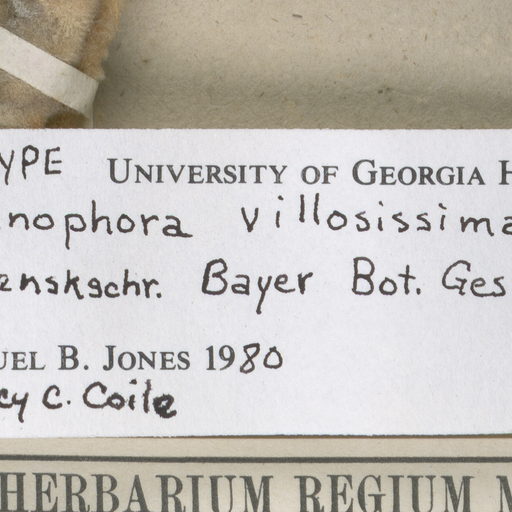 YPE UNIVERSITY OF GEORGIA H
nophora villosissima
enskschr. Bayer Bot. Ges
UEL B. JONES 1980
cy C. Coile
HERBARIUM REGIUM M